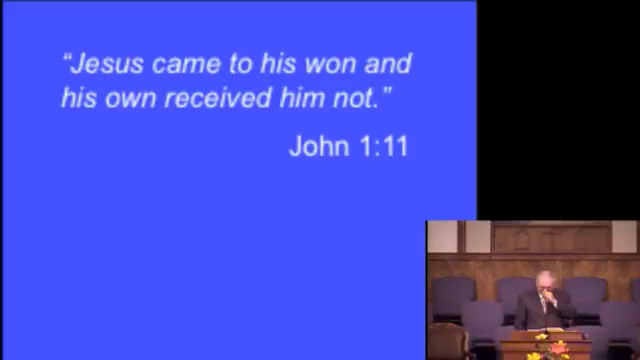 “Jesus came to his won and
his own received him not.”
John 1:11